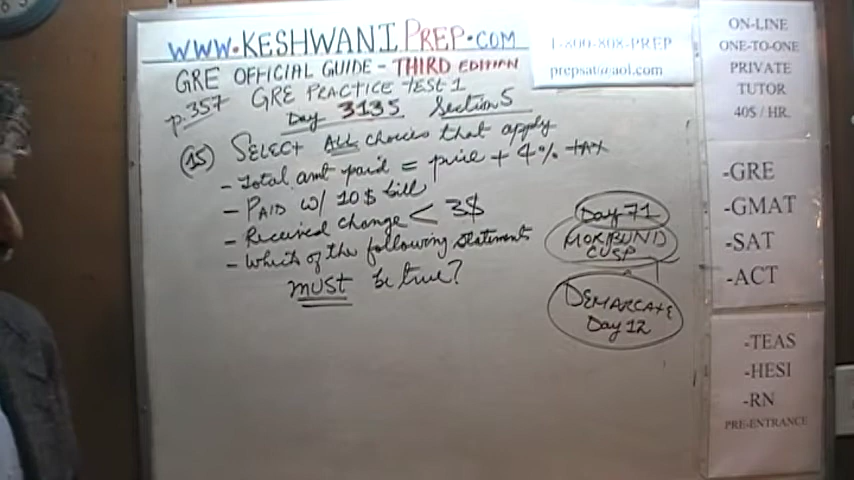 WWW.KESHWANIPREP.COM
1-800-808-PREP
prepsat@aol.com
GRE OFFICIAL GUIDE - THIRD EDITION
p.357 GRE PRACTICE TEST 1
Day 3135 Section 5
(15) SELECT ALL choices that apply
- Total amt paid = price + 4% tax
- PAID w/ 10$ bill
- Received change < 3$
- Which of the following statements
MUST be true?
Day 71
MORIBUND
CUSP
DEMARCATE
Day 12
ON-LINE
ONE-TO-ONE
PRIVATE
TUTOR
40$ / HR.
-GRE
-GMAT
-SAT
-ACT
-TEAS
-HESI
-RN
PRE-ENTRANCE